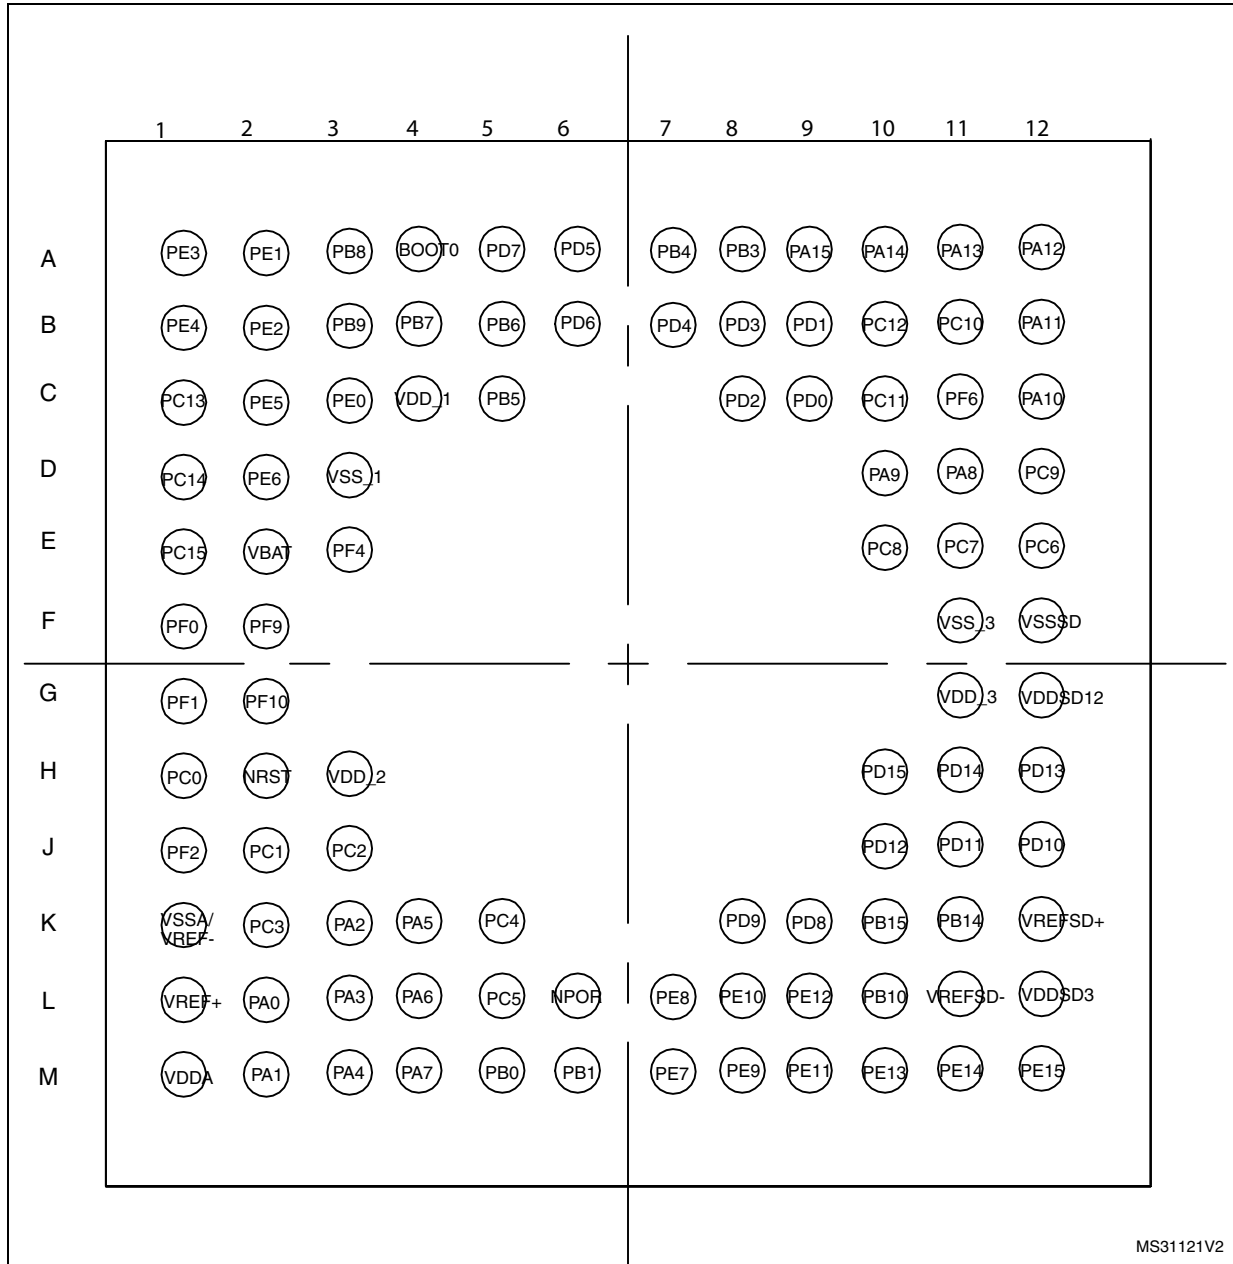 1 2 3 4 5 6 7 8 9 10 11 12
A PE3 PE1 PB8 BOOT0 PD7 PD5 PB4 PB3 PA15 PA14 PA13 PA12
B PE4 PE2 PB9 PB7 PB6 PD6 PD4 PD3 PD1 PC12 PC10 PA11
C PC13 PE5 PE0 VDD_1 PB5 PD2 PD0 PC11 PF6 PA10
D PC14 PE6 VSS_1 PA9 PA8 PC9
E PC15 VBAT PF4 PC8 PC7 PC6
F PF0 PF9 VSS_3 VSSSD
G PF1 PF10 VDD_3 VDDSD12
H PC0 NRST VDD_2 PD15 PD14 PD13
J PF2 PC1 PC2 PD12 PD11 PD10
K VSSA/ VREF- PC3 PA2 PA5 PC4 PD9 PD8 PB15 PB14 VREFSD+
L VREF+ PA0 PA3 PA6 PC5 NPOR PE8 PE10 PE12 PB10 VREFSD- VDDSD3
M VDDA PA1 PA4 PA7 PB0 PB1 PE7 PE9 PE11 PE13 PE14 PE15
MS31121V2